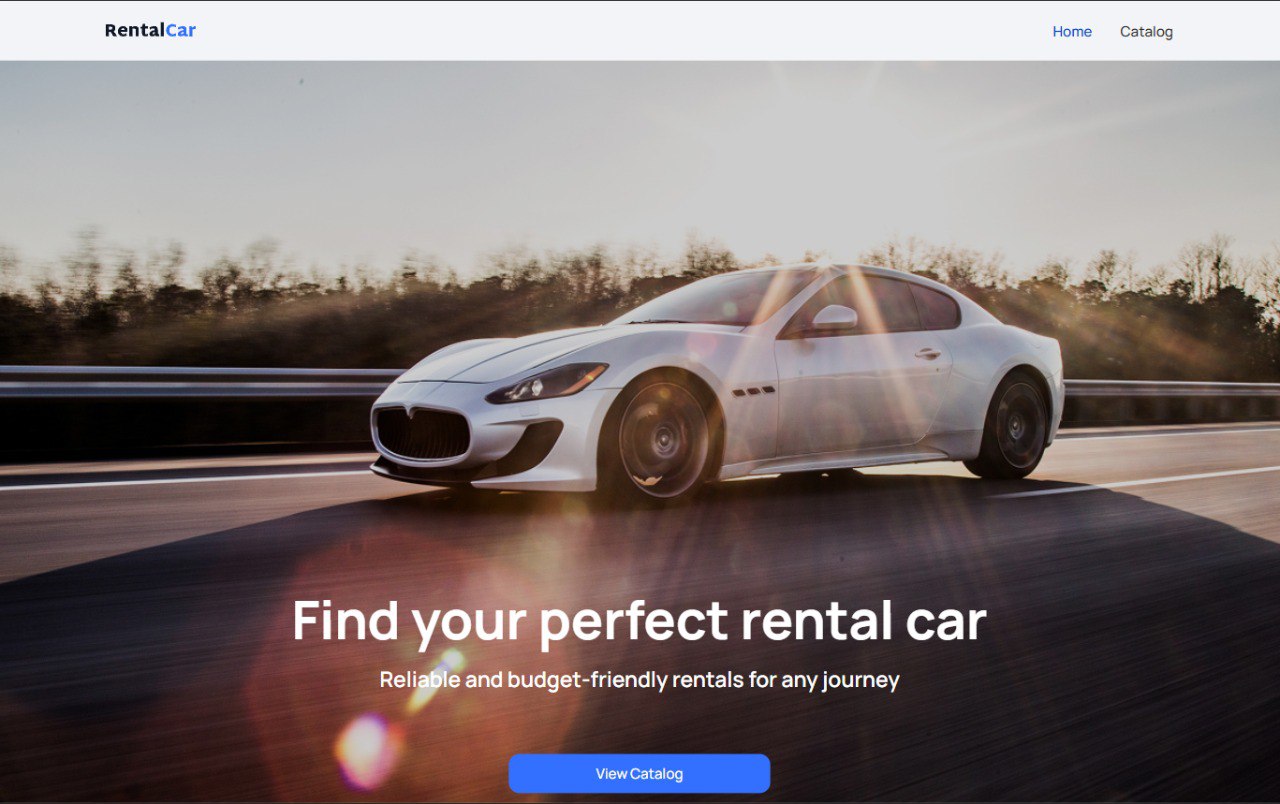 RentalCar
Home
Catalog
Find your perfect rental car
Reliable and budget-friendly rentals for any journey
View Catalog